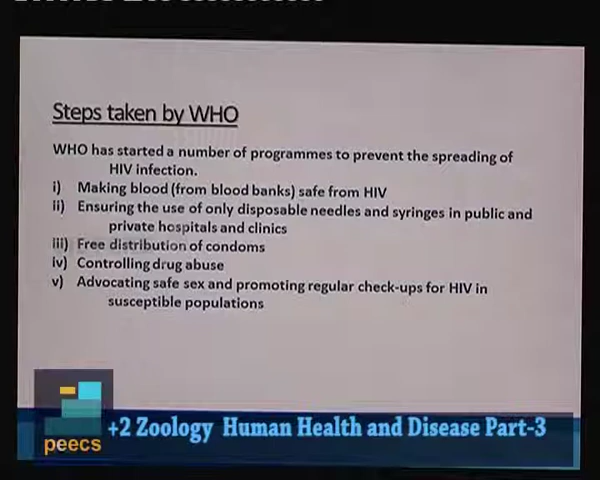 Steps taken by WHO
WHO has started a number of programmes to prevent the spreading of
HIV infection.
i) Making blood (from blood banks) safe from HIV
ii) Ensuring the use of only disposable needles and syringes in public and
private hospitals and clinics
iii) Free distribution of condoms
iv) Controlling drug abuse
v) Advocating safe sex and promoting regular check-ups for HIV in
susceptible populations
+2 Zoology Human Health and Disease Part-3
peecs